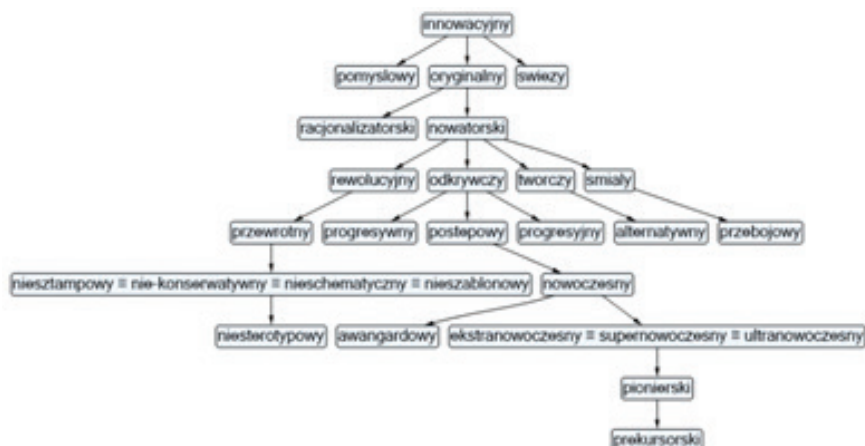 innowacyjny
pomyslowy oryginalny swiezy
racjonalizatorski nowatorski
rewolucyjny odkrywczy tworczy smialy
przewrotny progresywny postepowy progresyjny alternatywny przebojowy
niesztampowy = nie-konserwatywny = nieschematyczny = nieszablonowy nowoczesny
niesterotypowy awangardowy ekstranowoczesny = supernowoczesny = ultranowoczesny
pionierski
prekursorski